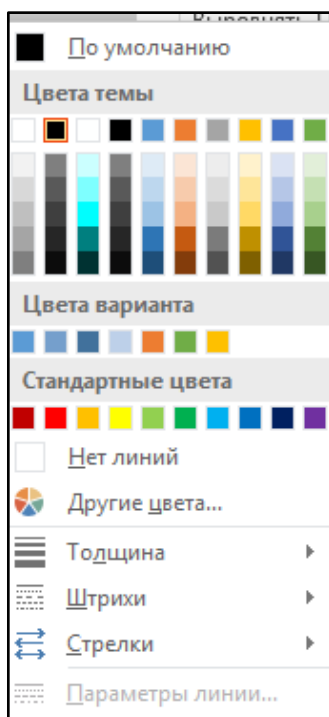 По умолчанию
Цвета темы
Цвета варианта
Стандартные цвета
Нет линий
Другие цвета...
Толщина
Штрихи
Стрелки
Параметры линии...